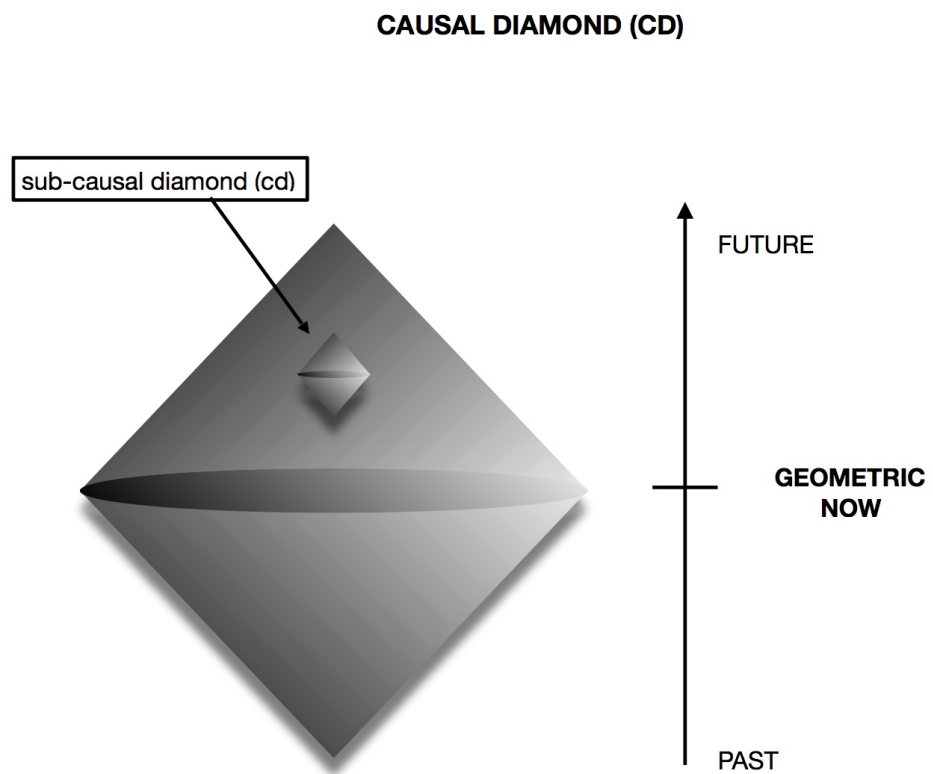 CAUSAL DIAMOND (CD)
sub-causal diamond (cd)
FUTURE
GEOMETRIC
NOW
PAST